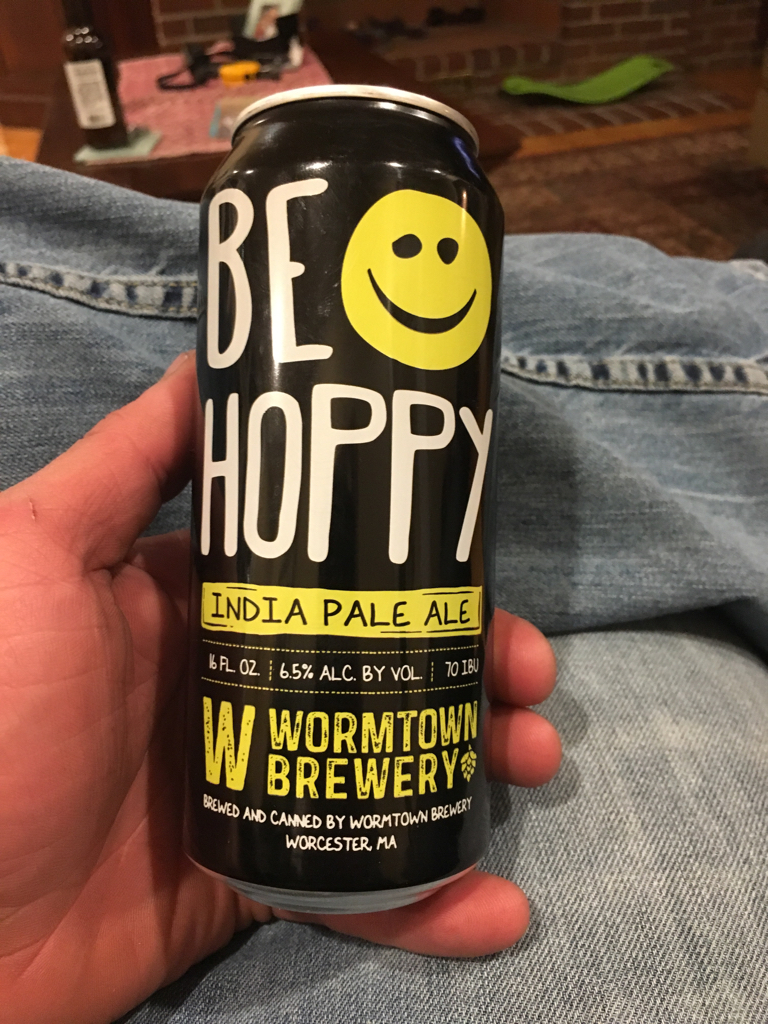 BE
HOPPY
INDIA PALE ALE
16 FL. OZ. 6.5% ALC. BY VOL. 70 IBU
W WORMTOWN
BREWERY
BREWED AND CANNED BY WORMTOWN BREWERY
WORCESTER, MA